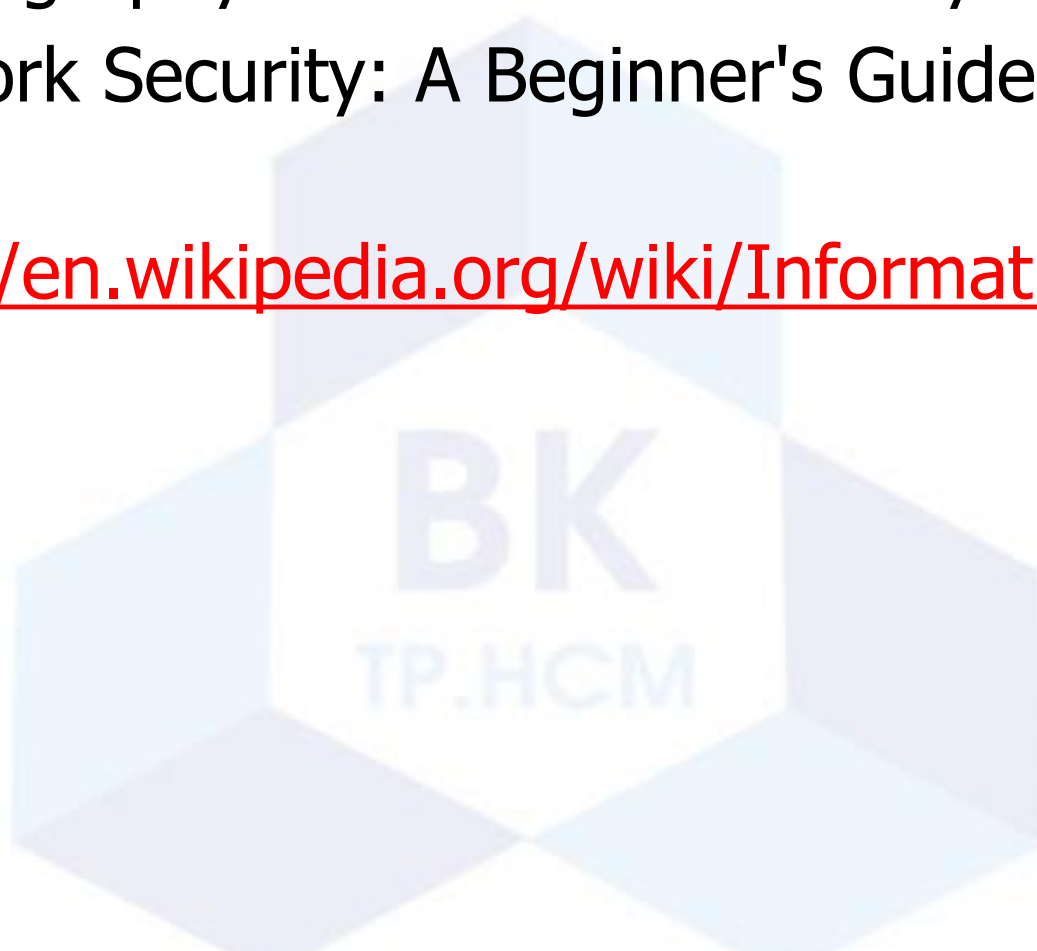 ork Security: A Beginner's Guide
/en.wikipedia.org/wiki/Informat
BK
TP.HCM